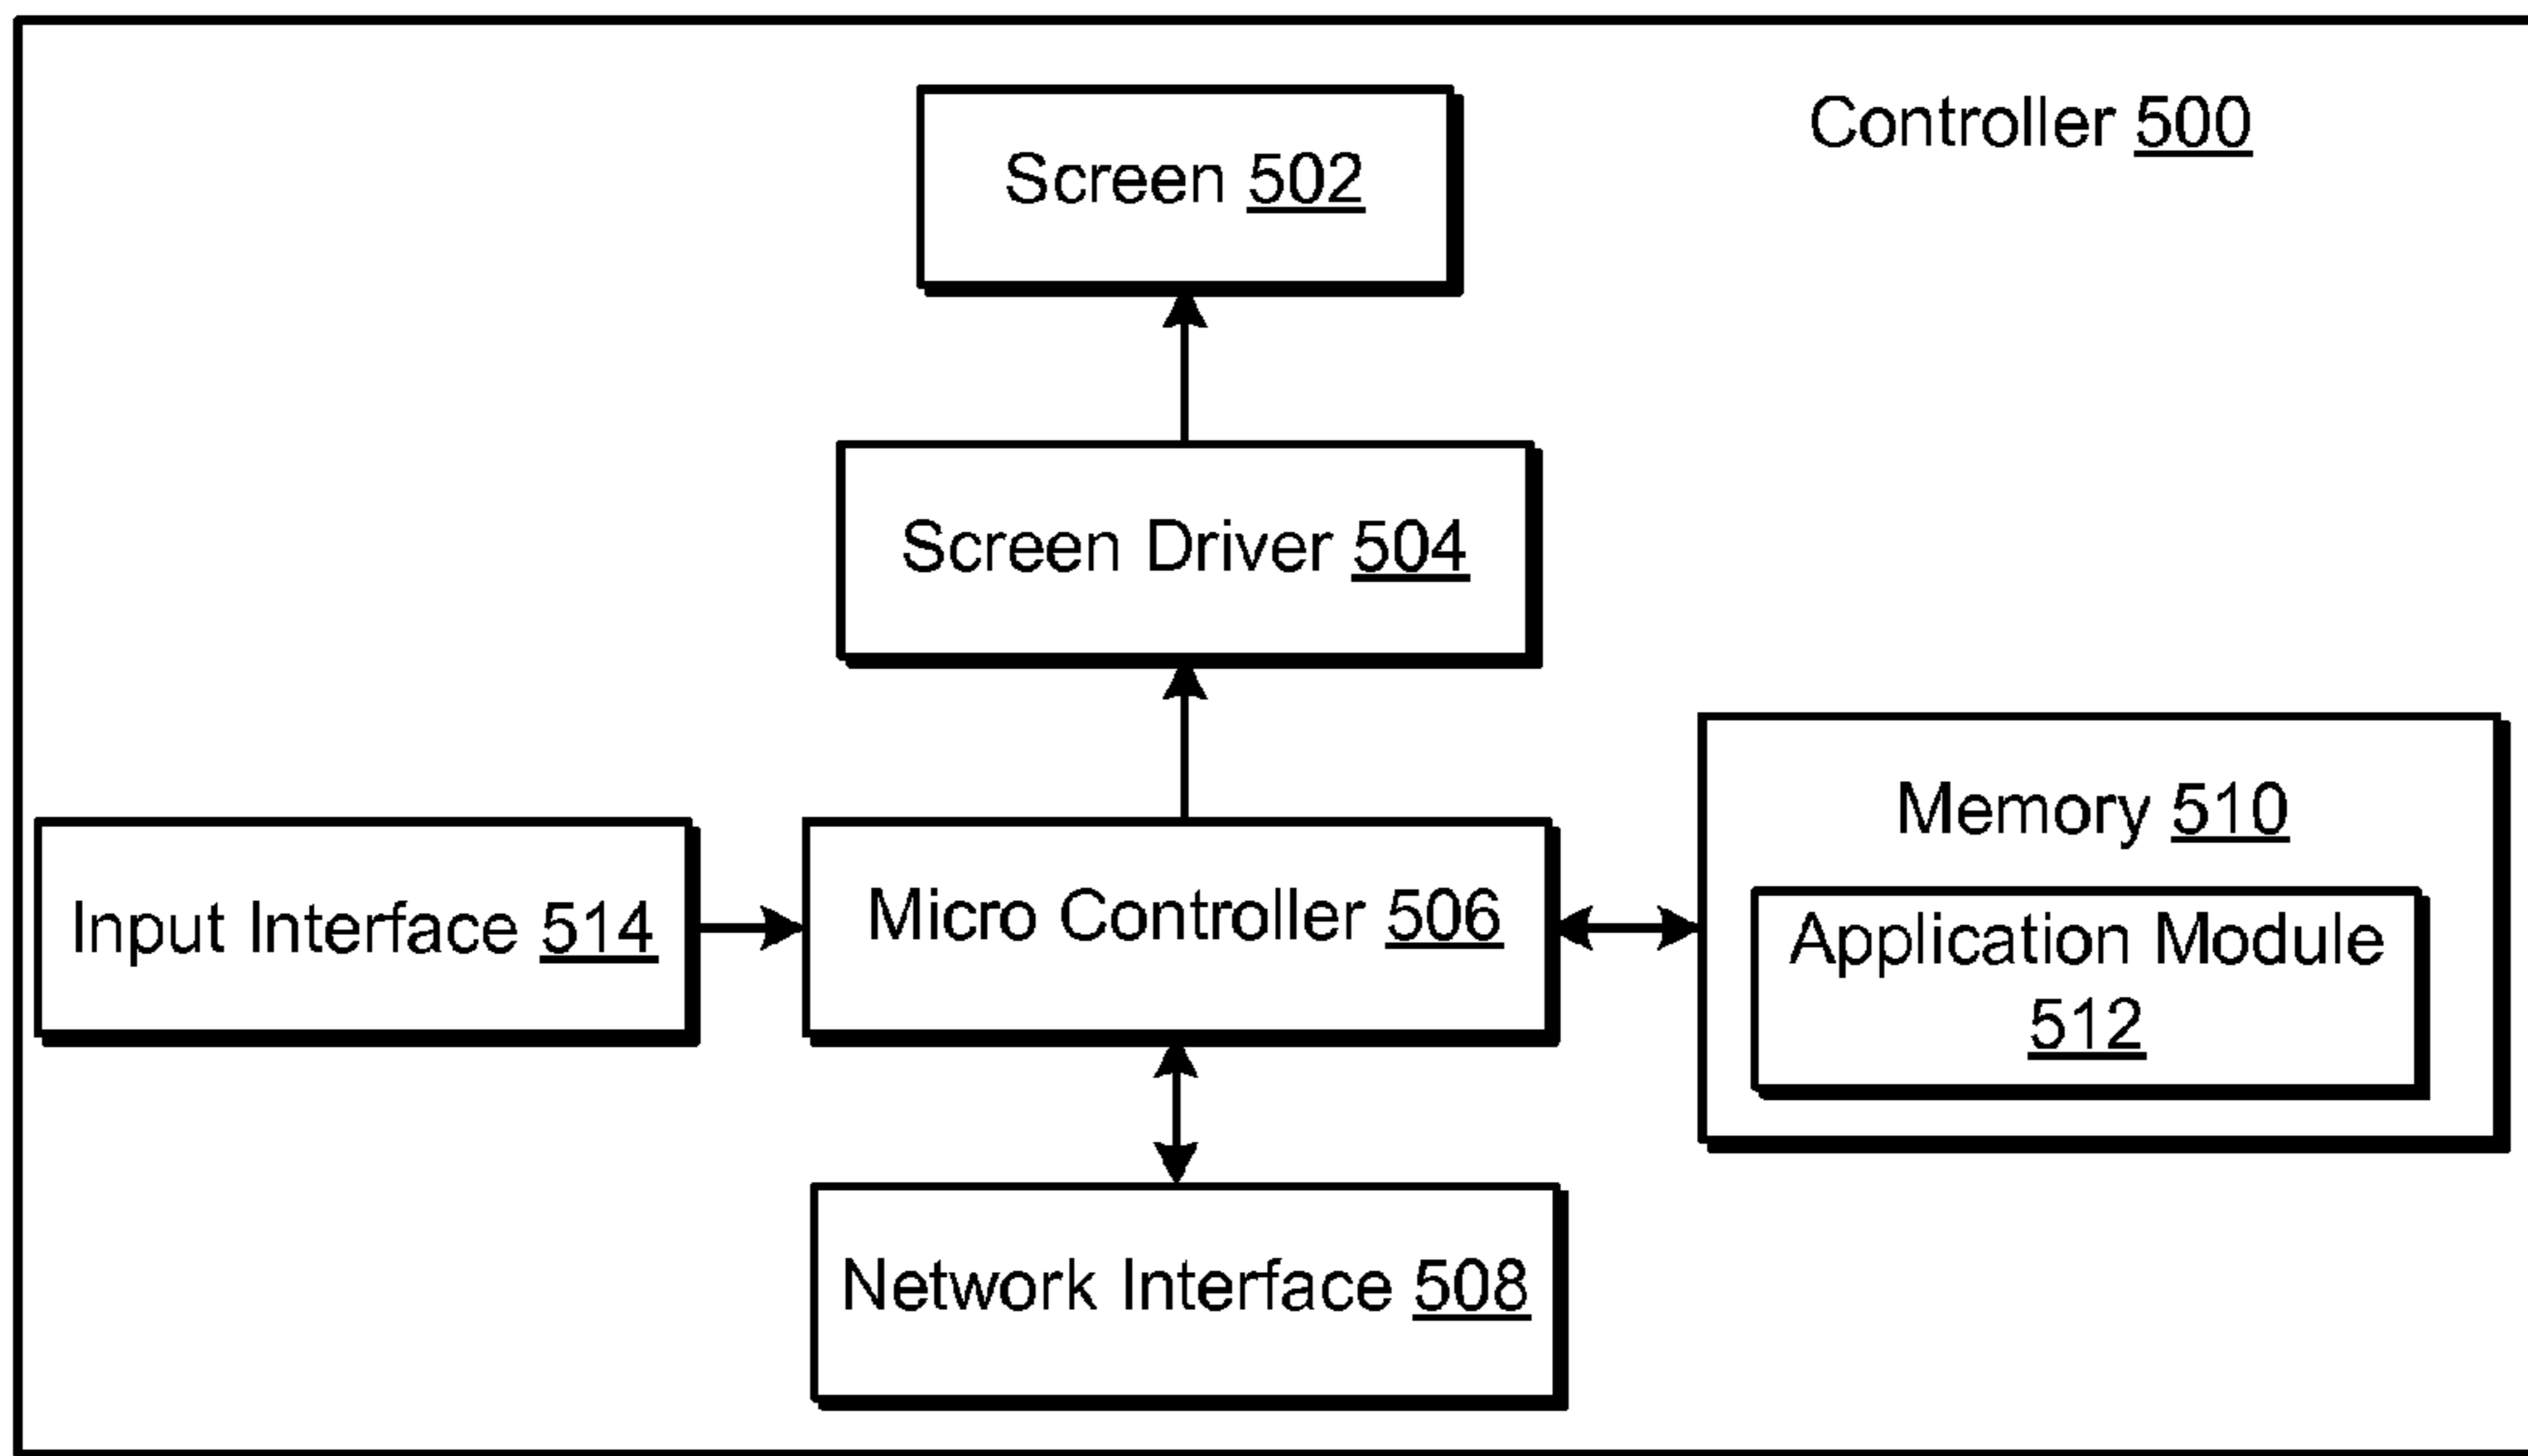 Controller 500
Screen 502
Screen Driver 504
Input Interface 514
Micro Controller 506
Memory 510
Application Module
512
Network Interface 508